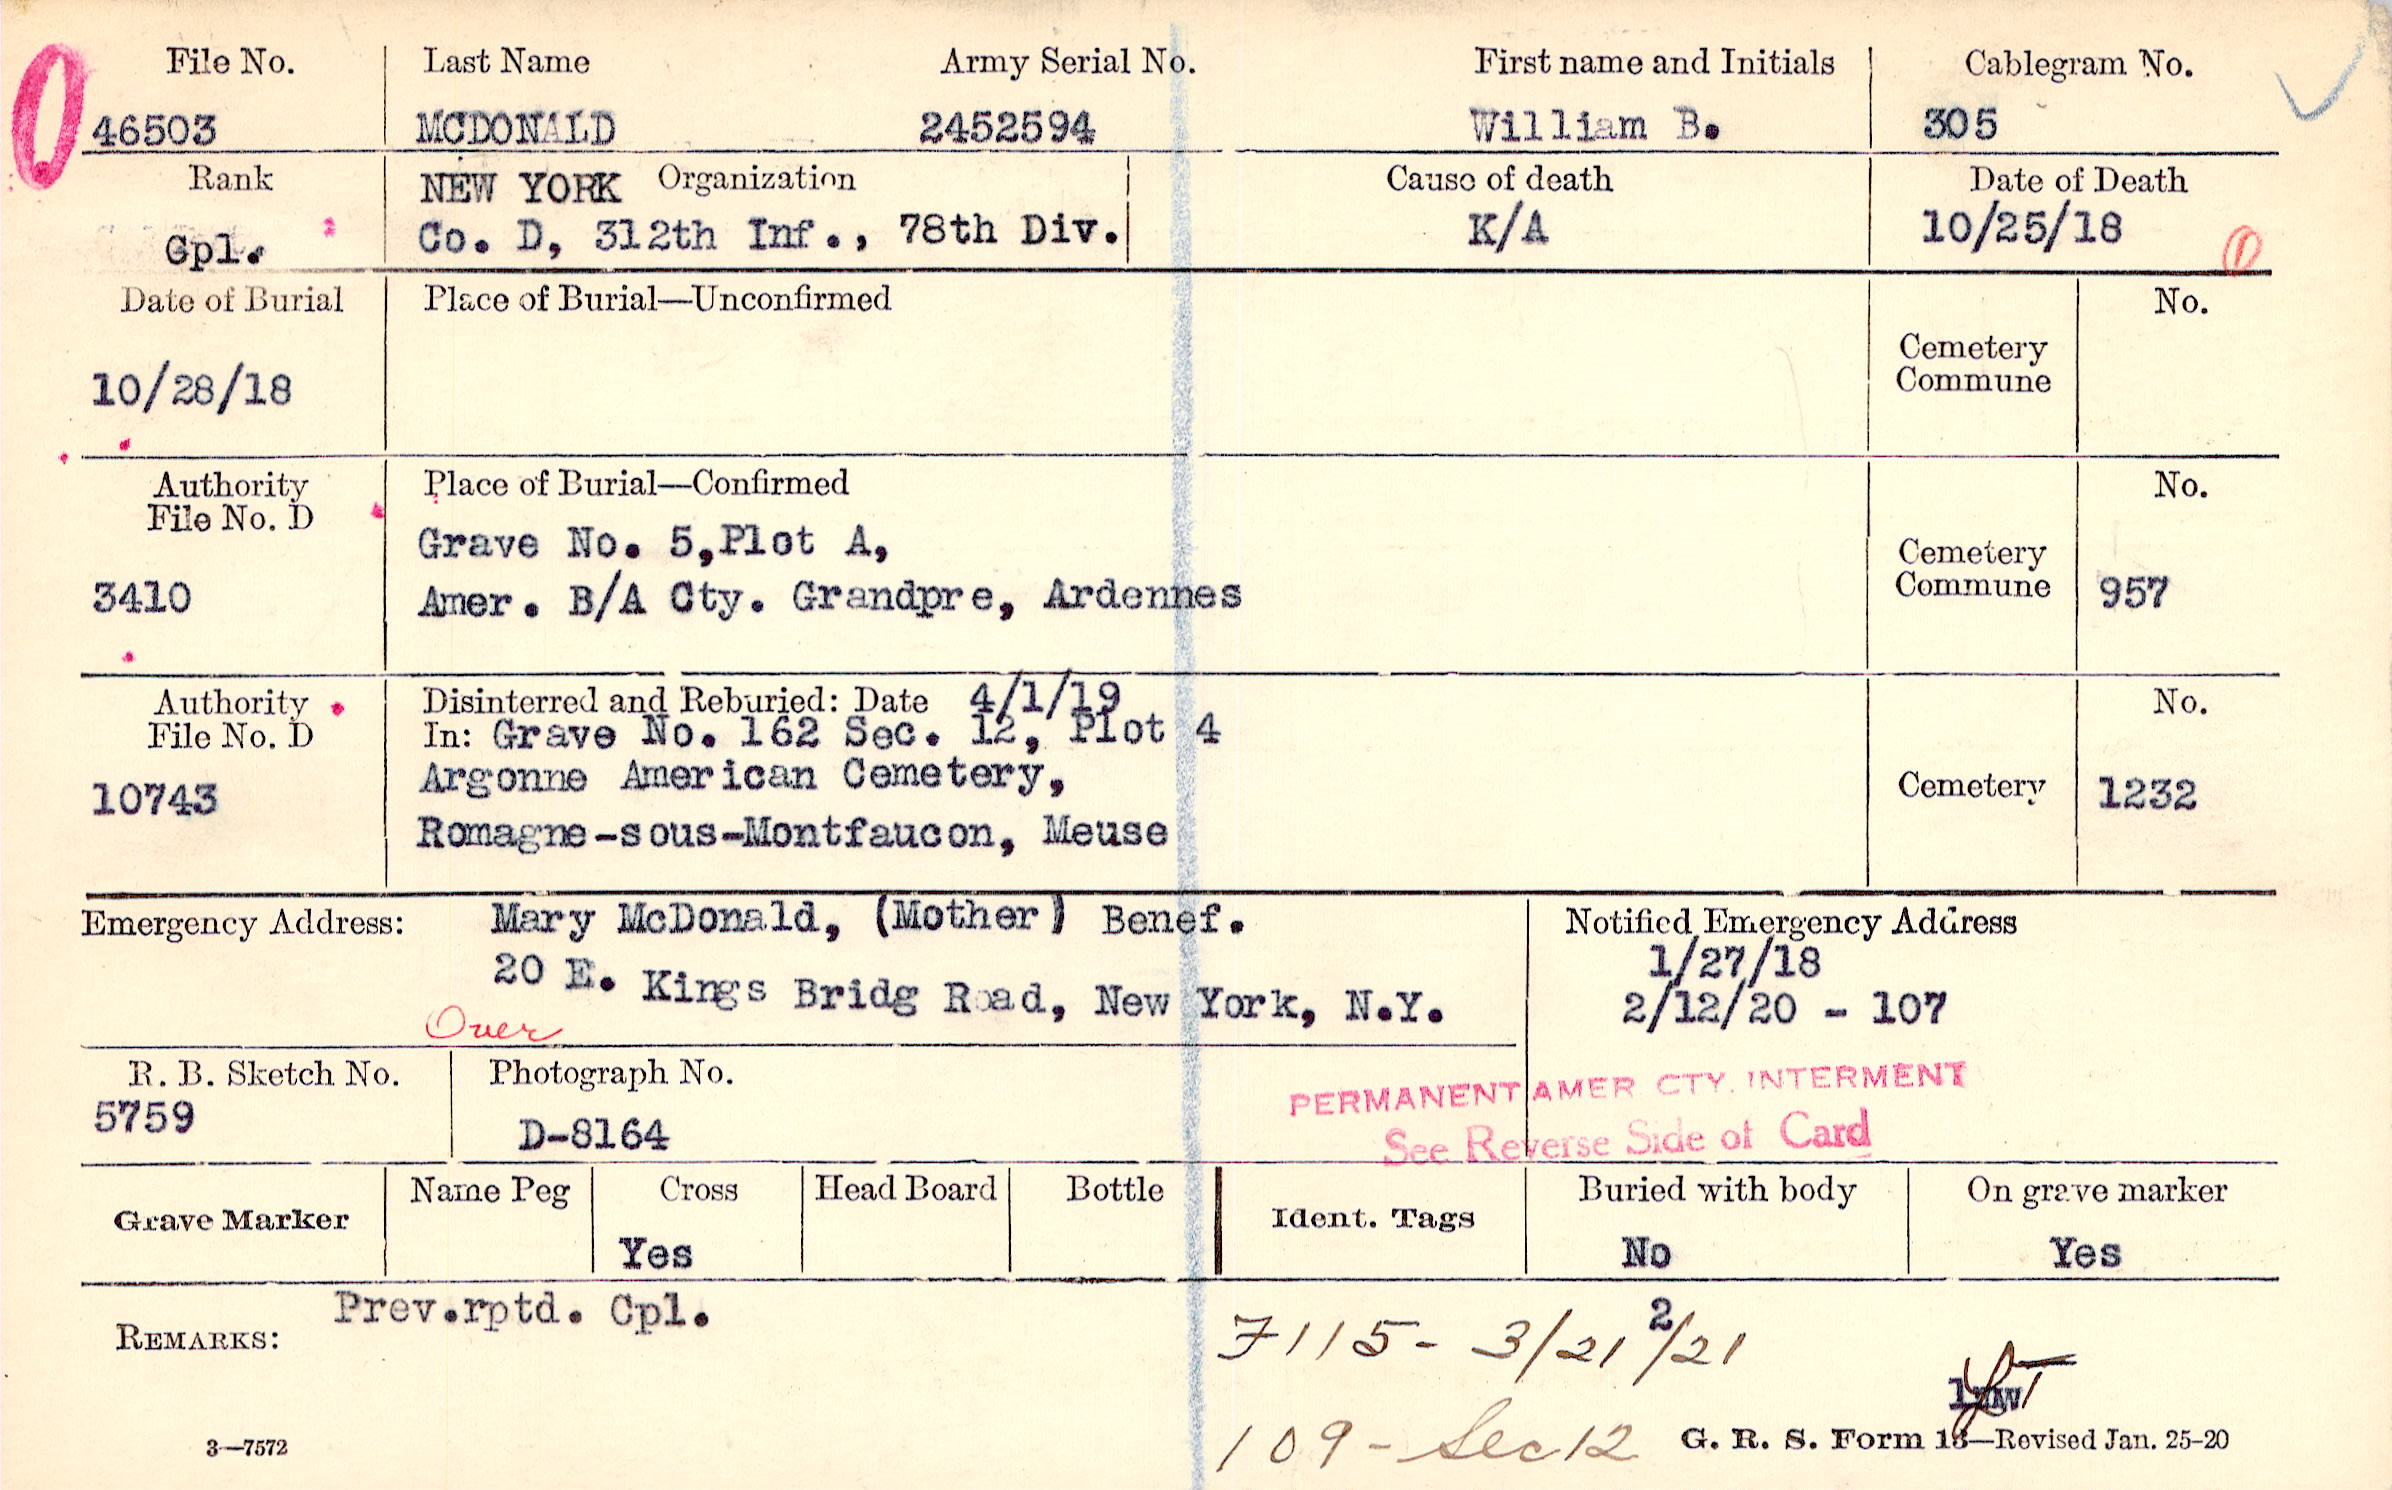 File No. Last Name Army Serial No. First name and Initials Cablegram No.
46503 MCDONALD 2452594 William B. 305
Rank NEW YORK Organization Cause of death Date of Death
Cpl. Co. D, 312th Inf., 78th Div. K/A 10/25/18
Date of Burial Place of Burial—Unconfirmed No.
Cemetery
Commune
10/28/18
Authority Place of Burial—Confirmed No.
File No. D
Grave No. 5,Plot A,
Cemetery
Commune 957
3410 Amer. B/A Cty. Grandpre, Ardennes
Authority Disinterred and Reburied: Date 4/1/19 No.
File No. D In: Grave No. 162 Sec. 12, Plot 4
Argonne American Cemetery,
10743 Cemetery 1232
Romagne-sous-Montfaucon, Meuse
Emergency Address: Mary McDonald, (Mother) Benef. Notified Emergency Address
1/27/18
20 E. Kings Bridg Road, New York, N.Y. 2/12/20 - 107
Over
R. B. Sketch No. Photograph No. PERMANENT AMER CTY. INTERMENT
5759 D-8164 See Reverse Side of Card
Grave Marker Name Peg Cross Head Board Bottle Ident. Tags Buried with body On grave marker
Yes No Yes
REMARKS: Prev.rptd. Cpl.
7115- 3/21 2/21
109 - Sec 12
3—7572 G. R. S. Form 13—Revised Jan. 25-20